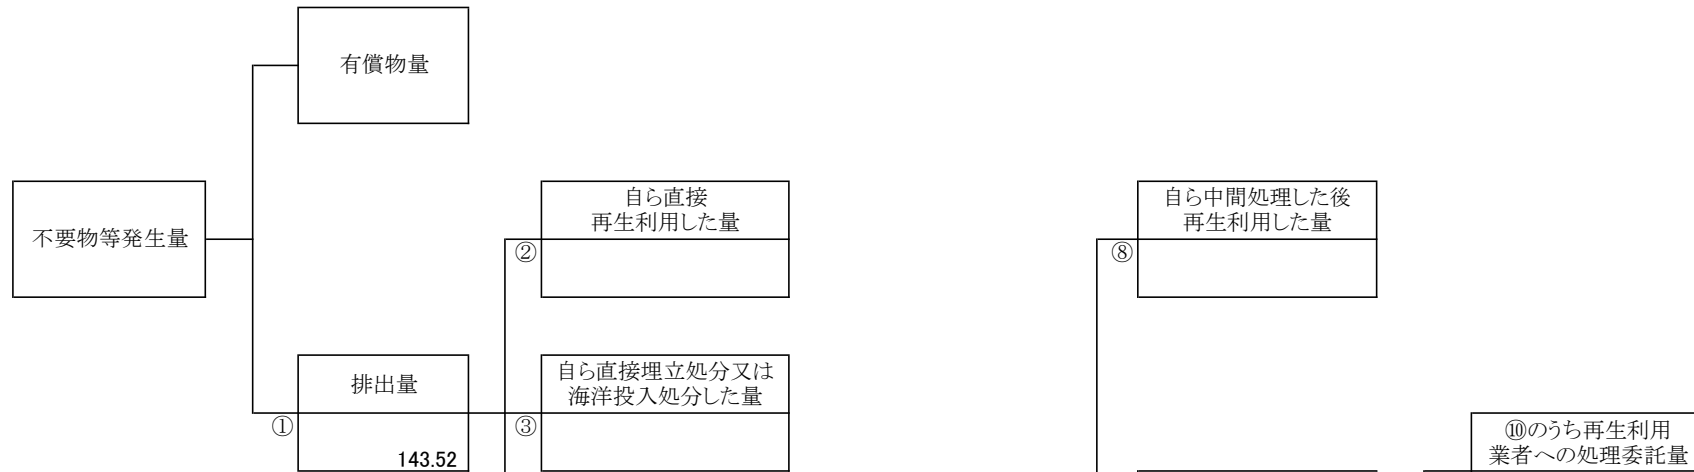 有償物量
不要物等発生量
自ら直接
再生利用した量
②
自ら中間処理した後
再生利用した量
⑧
排出量
①
143.52
自ら直接埋立処分又は
海洋投入処分した量
③
⑩のうち再生利用
業者への処理委託量